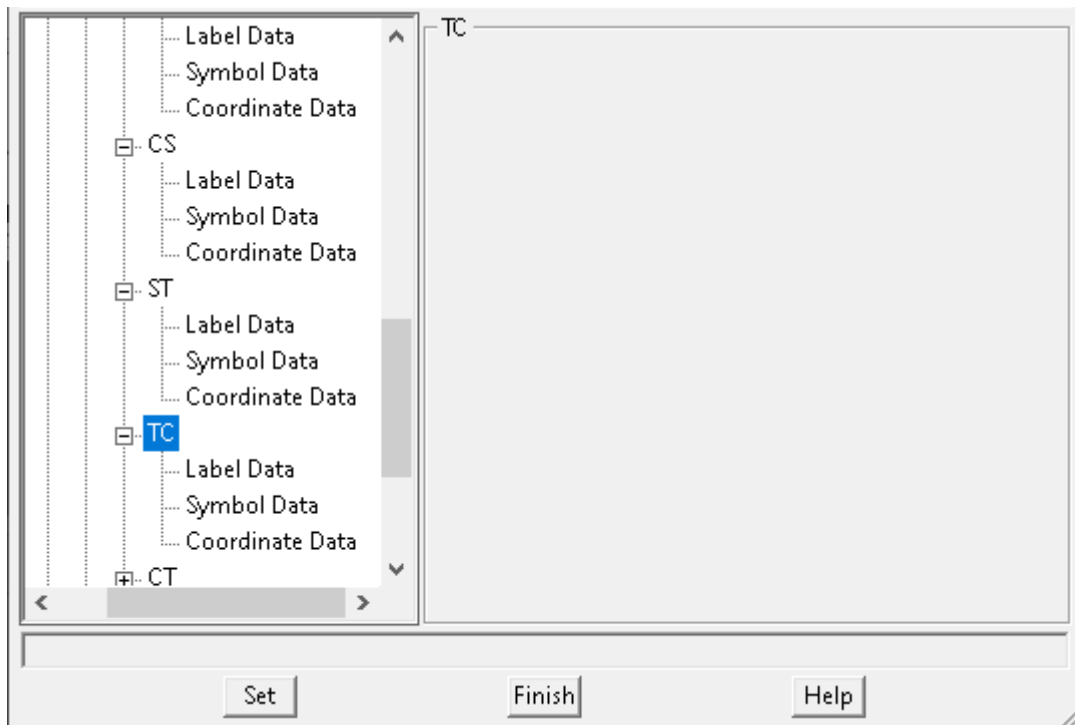 Label Data
Symbol Data
Coordinate Data
CS
Label Data
Symbol Data
Coordinate Data
ST
Label Data
Symbol Data
Coordinate Data
TC
Label Data
Symbol Data
Coordinate Data
CT
TC
Set
Finish
Help